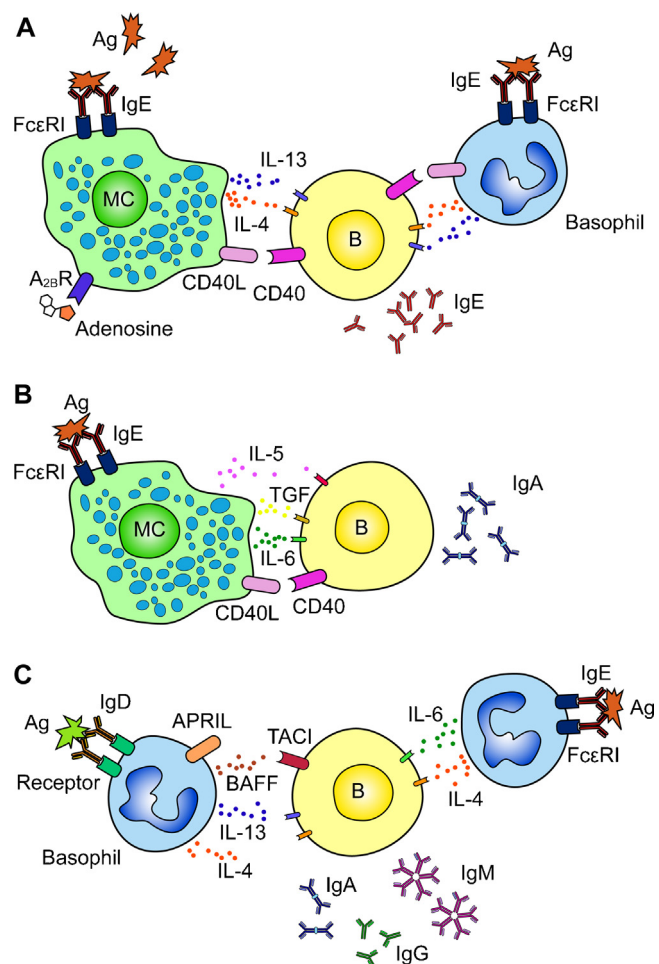 A
Ag
Ag
IgE
IgE
FcεRI
FcεRI
IL-13
MC
IL-4
B
Basophil
A2BR
CD40L
CD40
IgE
Adenosine
B
Ag
IgE
FcεRI
IL-5
IgA
TGF
MC
B
IL-6
CD40L
CD40
C
IgE
IgD
Ag
APRIL
IL-6
Ag
TACI
FcεRI
Receptor
BAFF
B
IL-4
IL-13
Basophil
IL-4
IgM
IgA
IgG